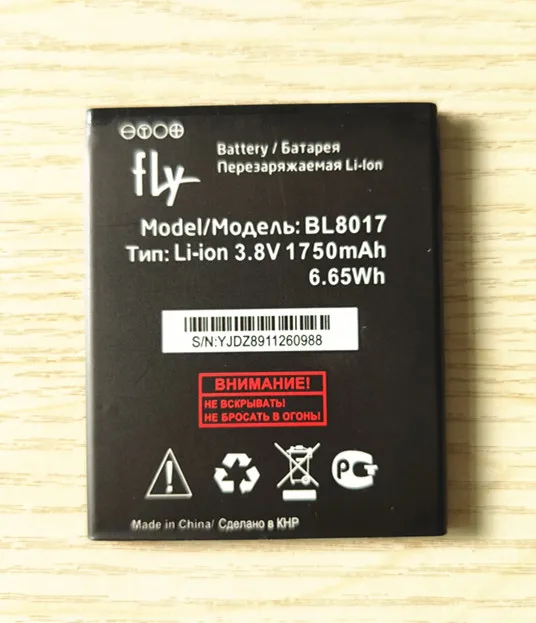 Battery / Батарея
Перезаряжаемая Li-Ion
fly
Model/Модель: BL8017
Тип: Li-ion 3.8V 1750mAh
6.65Wh
S/N:YJDZ8911260988
ВНИМАНИЕ!
НЕ ВСКРЫВАТЬ!
НЕ БРОСАТЬ В ОГОНЬ!
РС
Made in China/ Сделано в КНР